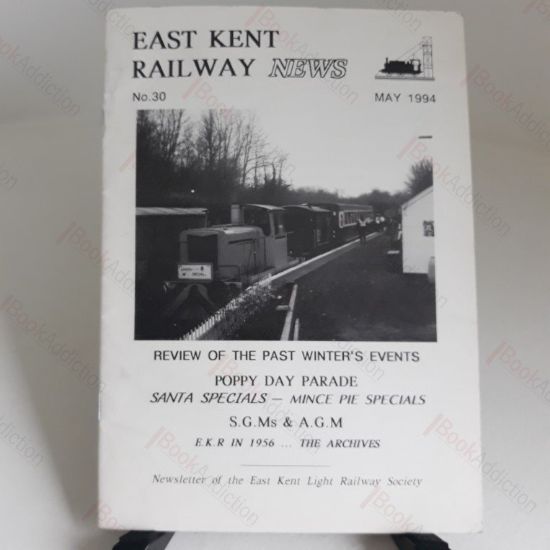 EAST KENT
RAILWAY NEWS
No.30 MAY 1994
REVIEW OF THE PAST WINTER'S EVENTS
POPPY DAY PARADE
SANTA SPECIALS — MINCE PIE SPECIALS
S.G.Ms & A.G.M
E.K.R IN 1956 ... THE ARCHIVES
Newsletter of the East Kent Light Railway Society
BookAddiction